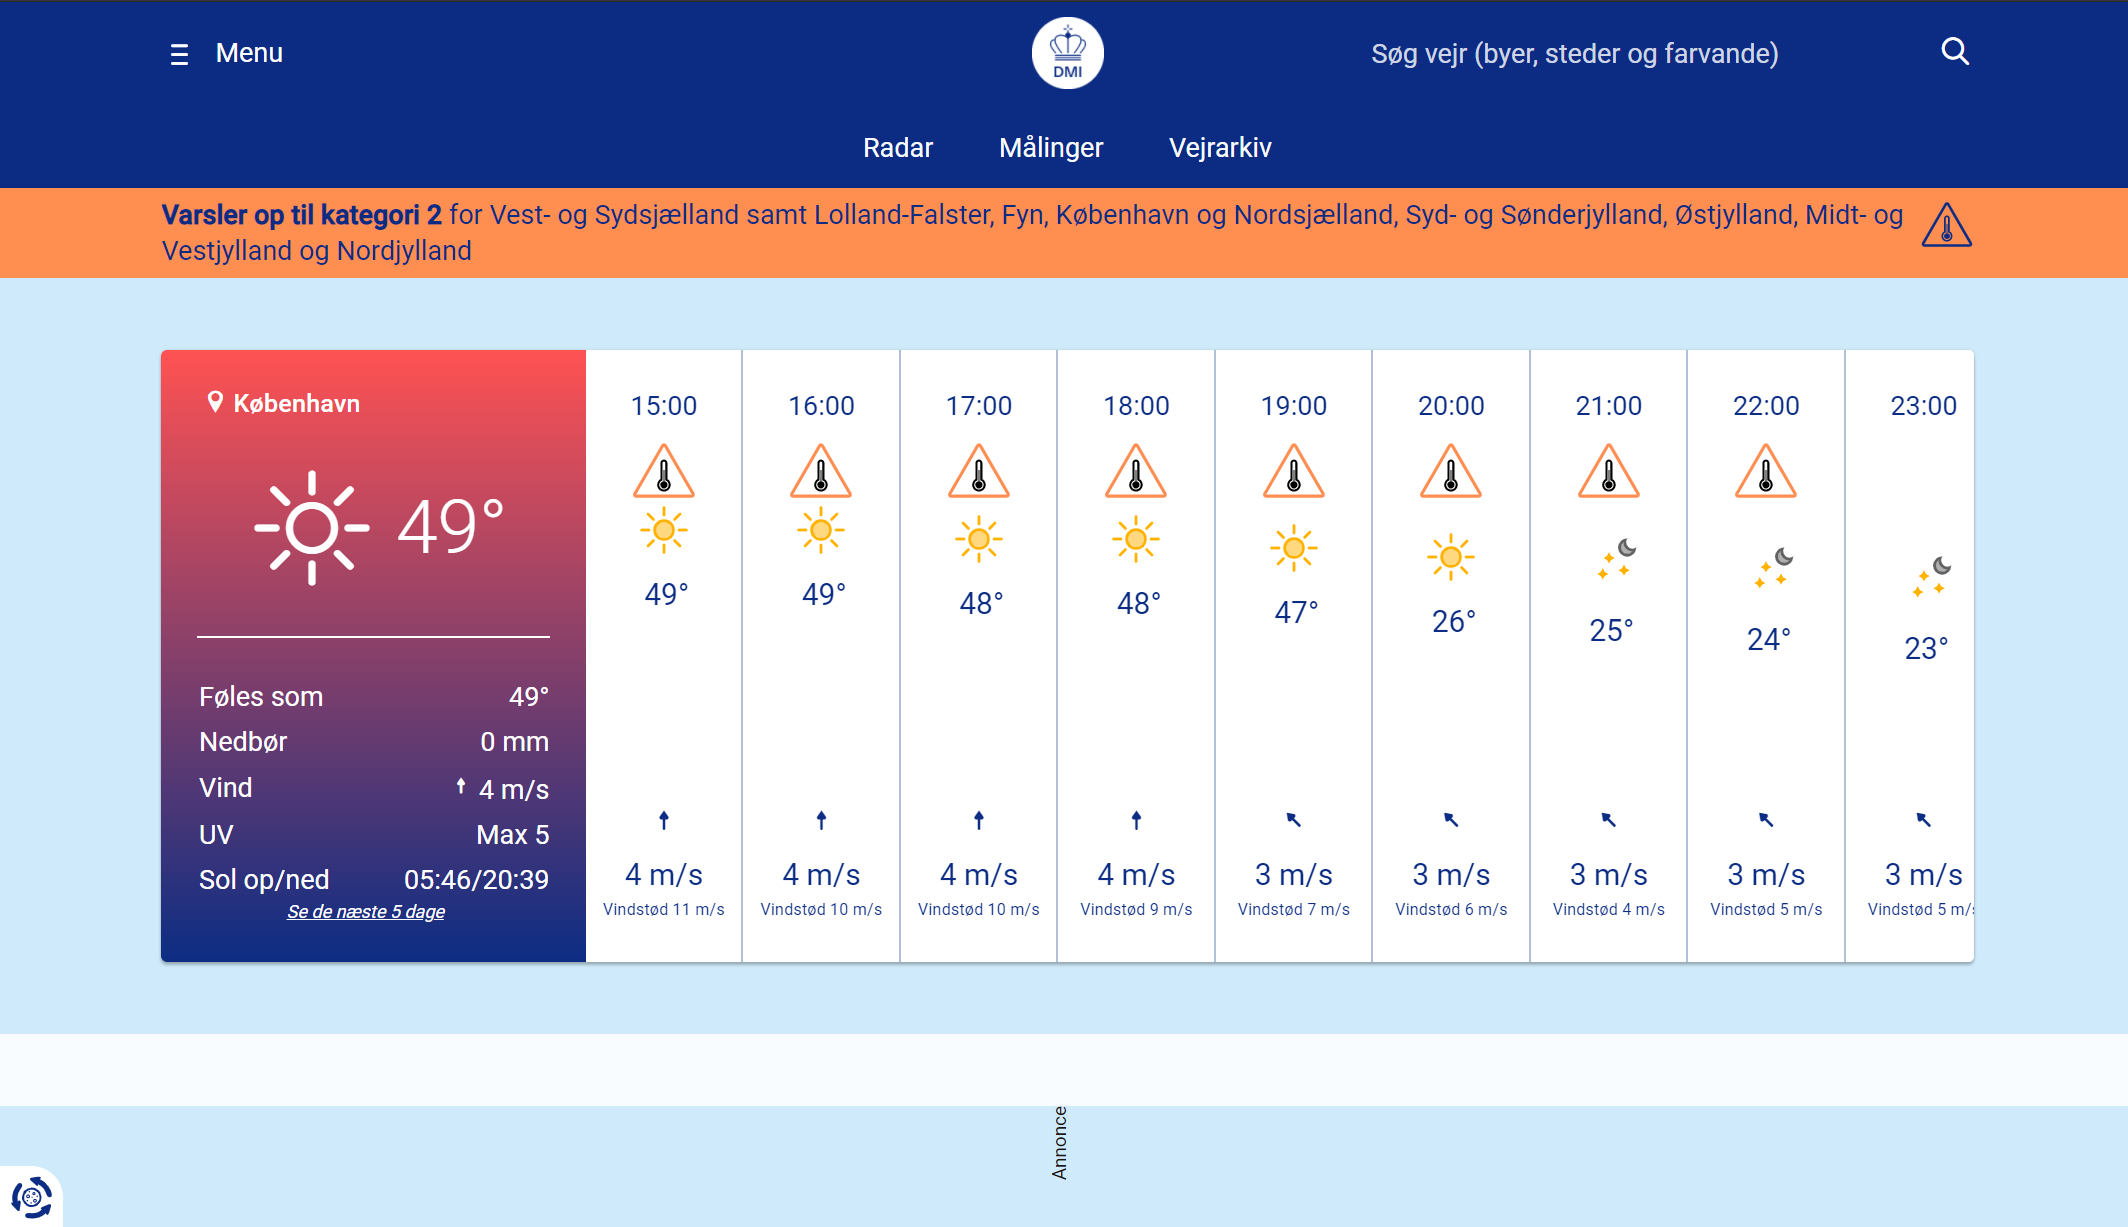 Menu
DMI
Søg vejr (byer, steder og farvande)
Radar Målinger Vejrarkiv
Varsler op til kategori 2 for Vest- og Sydsjælland samt Lolland-Falster, Fyn, København og Nordsjælland, Syd- og Sønderjylland, Østjylland, Midt- og
Vestjylland og Nordjylland
København
49°
Føles som 49°
Nedbør 0 mm
Vind 4 m/s
UV Max 5
Sol op/ned 05:46/20:39
Se de næste 5 dage
15:00 16:00 17:00 18:00 19:00 20:00 21:00 22:00 23:00
49° 49° 48° 48° 47° 26° 25° 24° 23°
4 m/s 4 m/s 4 m/s 4 m/s 3 m/s 3 m/s 3 m/s 3 m/s 3 m/s
Vindstød 11 m/s Vindstød 10 m/s Vindstød 10 m/s Vindstød 9 m/s Vindstød 7 m/s Vindstød 6 m/s Vindstød 4 m/s Vindstød 5 m/s Vindstød 5 m/s
Annonce